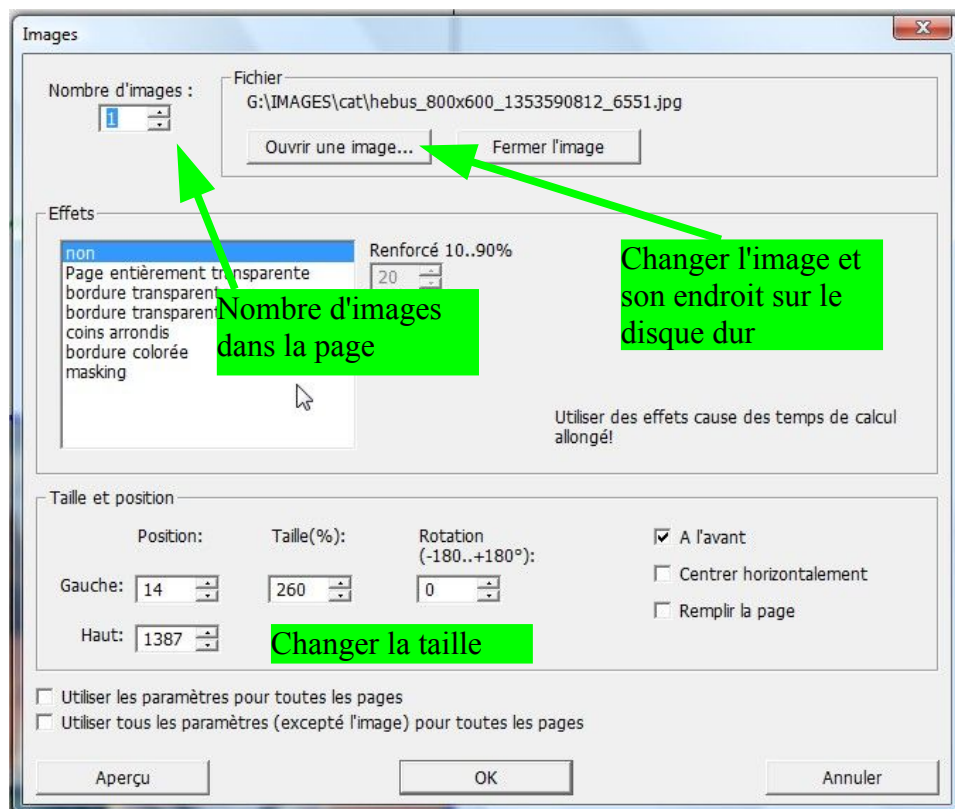 Images
Nombre d'images :
1
Fichier
G:\IMAGES\cat\hebus_800x600_1353590812_6551.jpg
Ouvrir une image...
Fermer l'image
Effets
non
Page entièrement transparente
bordure transparent
bordure transparent
coins arrondis
bordure colorée
masking
Renforcé 10..90%
20
Nombre d'images
dans la page
Changer l'image et
son endroit sur le
disque dur
Utiliser des effets cause des temps de calcul
allongé!
Taille et position
Position:
Taille(%):
Rotation
(-180..+180°):
Gauche:
14
260
0
Haut:
1387
Changer la taille
A l'avant
Centrer horizontalement
Remplir la page
Utiliser les paramètres pour toutes les pages
Utiliser tous les paramètres (excepté l'image) pour toutes les pages
Aperçu
OK
Annuler